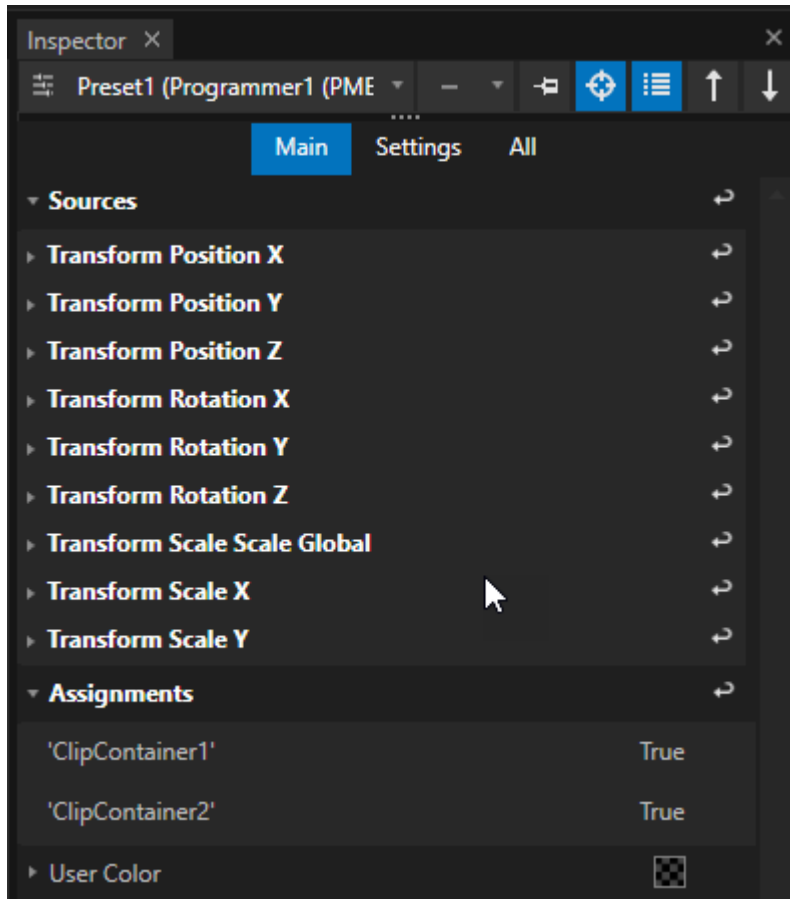 Inspector
Preset1 (Programmer1 (PME
Main Settings All
Sources
Transform Position X
Transform Position Y
Transform Position Z
Transform Rotation X
Transform Rotation Y
Transform Rotation Z
Transform Scale Scale Global
Transform Scale X
Transform Scale Y
Assignments
'ClipContainer1' True
'ClipContainer2' True
User Color